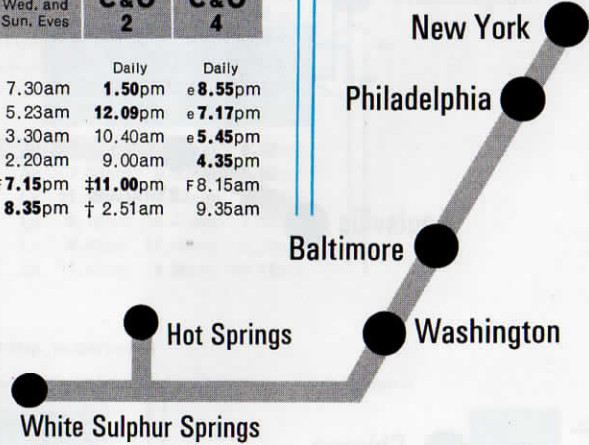 Wed. and
Sun. Eves
C&O
2
C&O
4
Daily Daily
7.30am 1.50pm e8.55pm
5.23am 12.09pm e7.17pm
3.30am 10.40am e5.45pm
2.20am 9.00am 4.35pm
7.15pm ‡11.00pm F8.15am
8.35pm † 2.51am 9.35am
New York
Philadelphia
Baltimore
Washington
Hot Springs
White Sulphur Springs